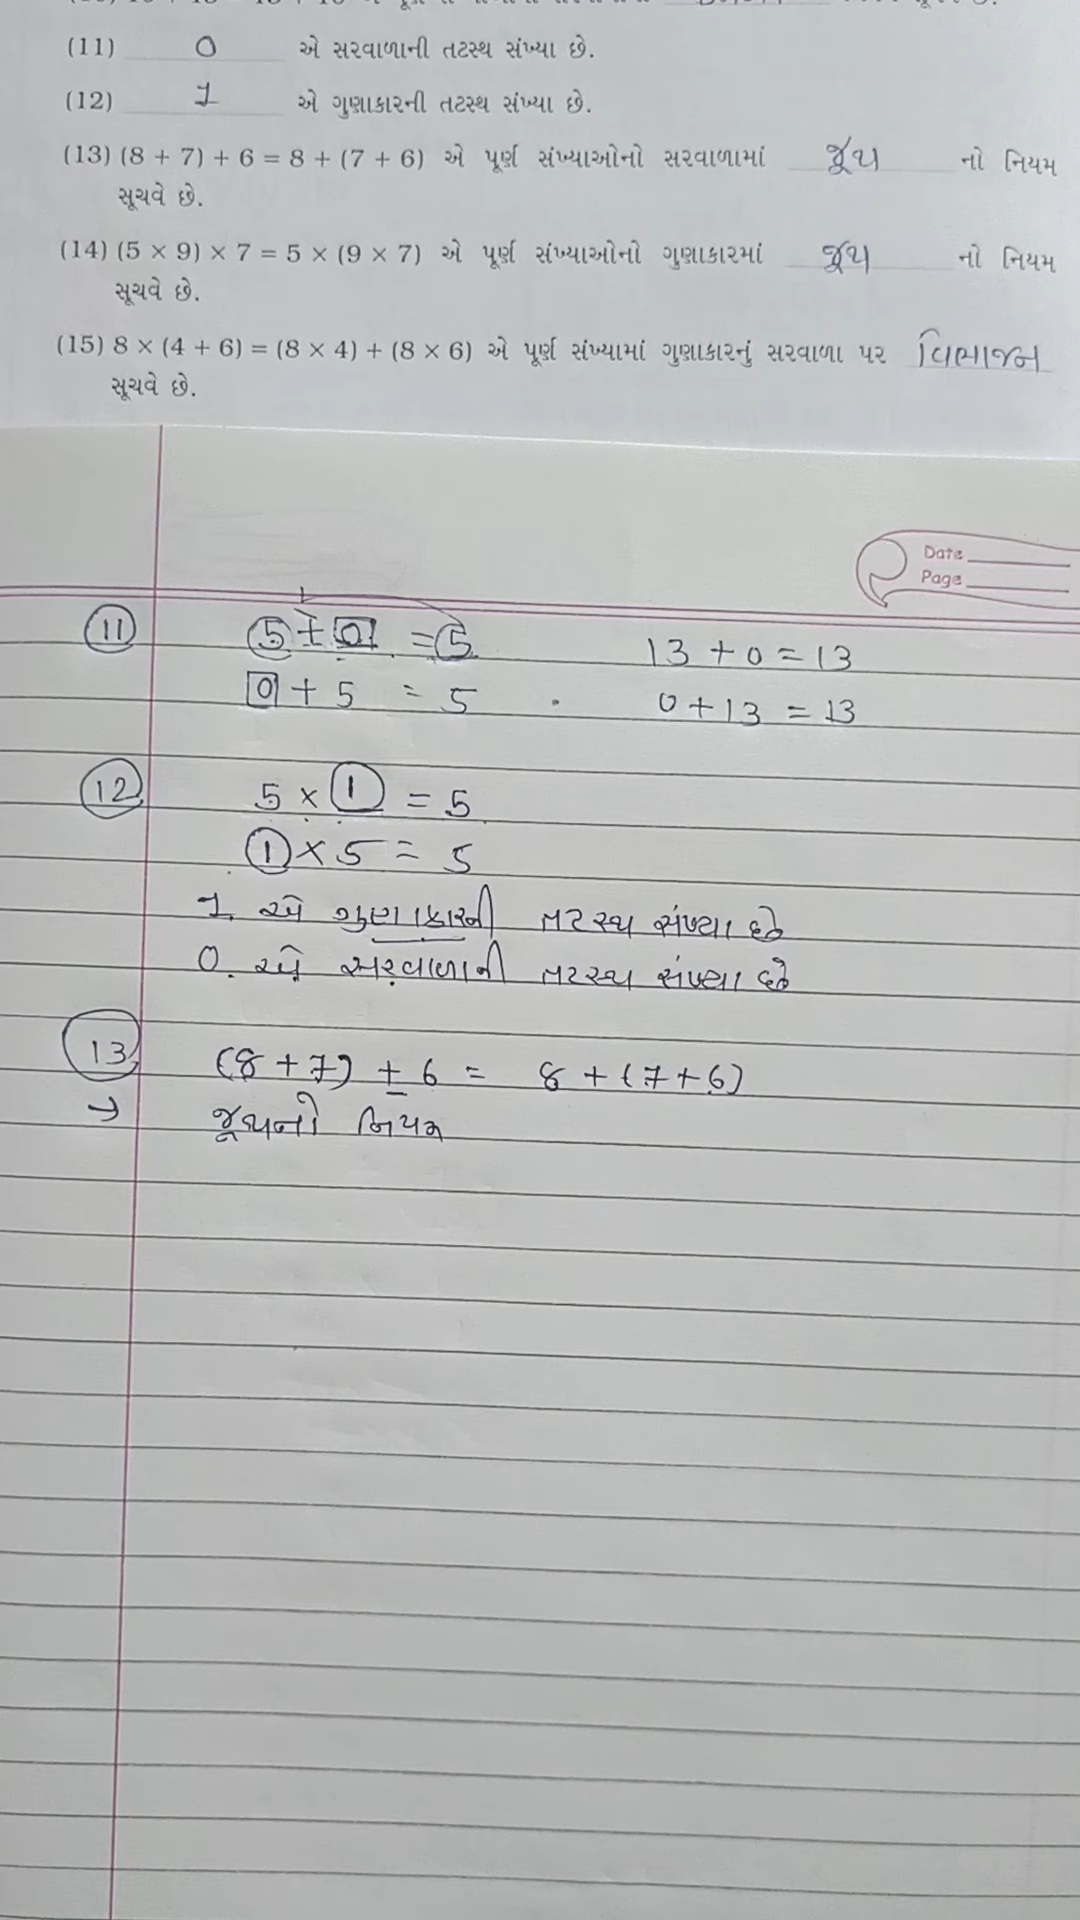 (11) 0 એ સરવાળાની તટસ્થ સંખ્યા છે.
(12) 1 એ ગુણાકારની તટસ્થ સંખ્યા છે.
(13) (8 + 7) + 6 = 8 + (7 + 6) એ પૂર્ણ સંખ્યાઓનો સરવાળામાં જૂથ નો નિયમ
સૂચવે છે.
(14) (5 × 9) × 7 = 5 × (9 × 7) એ પૂર્ણ સંખ્યાઓનો ગુણાકારમાં જૂથ નો નિયમ
સૂચવે છે.
(15) 8 × (4 + 6) = (8 × 4) + (8 × 6) એ પૂર્ણ સંખ્યામાં ગુણાકારનું સરવાળા પર વિભાજન
સૂચવે છે.
Date
Page
11 5 + 0 = 5 13 + 0 = 13
0 + 5 = 5 0 + 13 = 13
12 5 × 1 = 5
1 × 5 = 5
1. એ ગુણાકારની તટસ્થ સંખ્યા છે
0. એ સરવાળાની તટસ્થ સંખ્યા છે
13 (8 + 7) + 6 = 8 + (7 + 6)
→ જૂથનો નિયમ